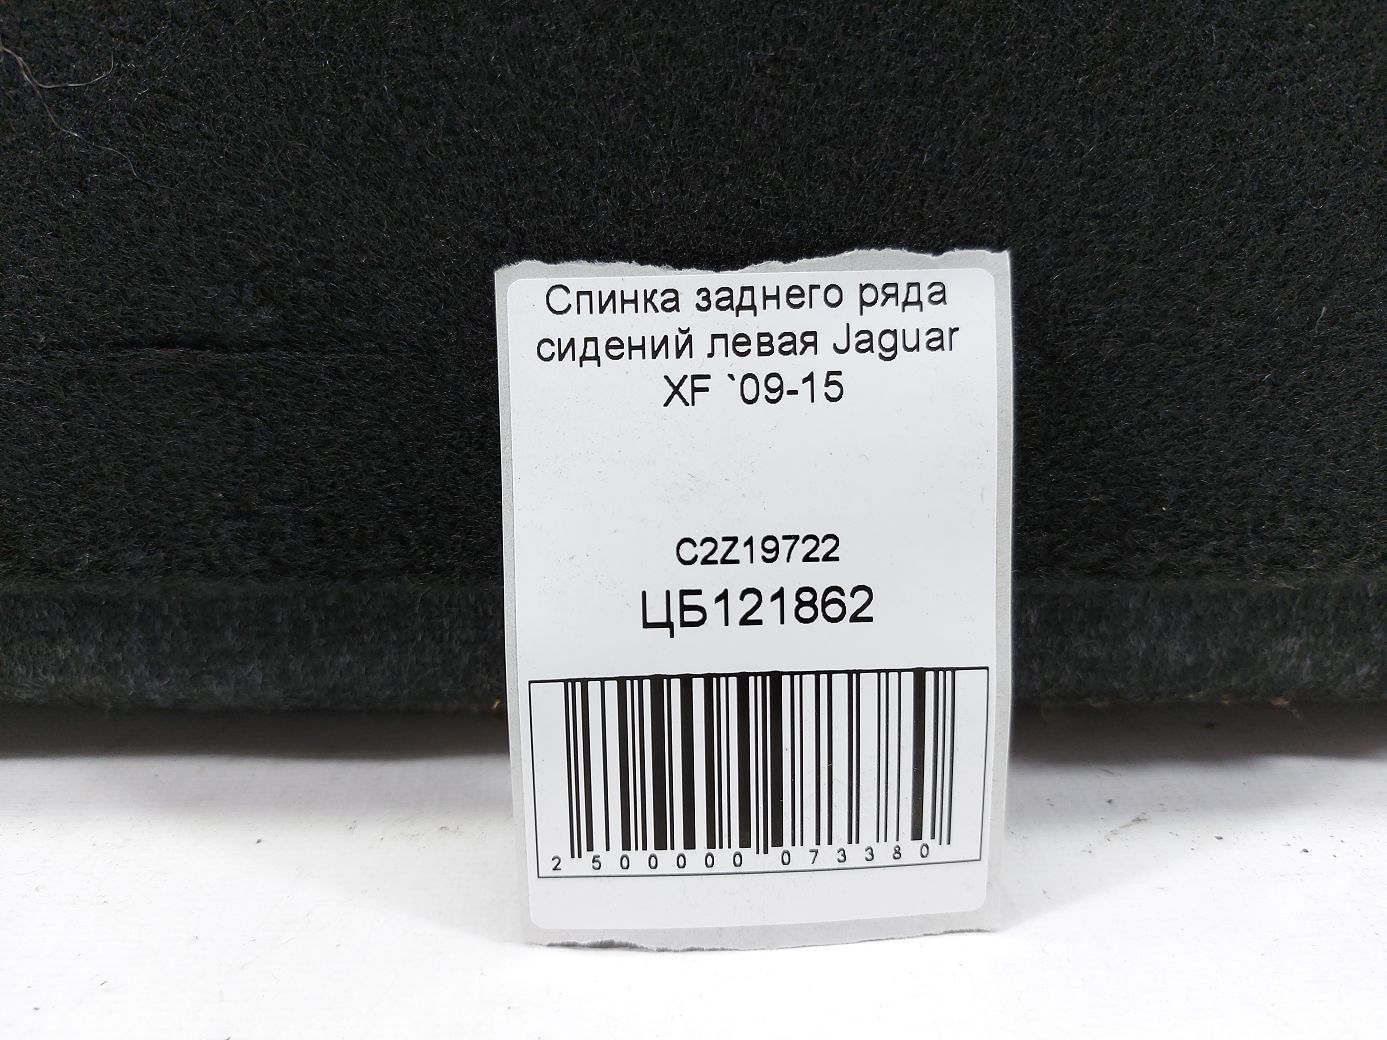 Спинка заднего ряда
сидений левая Jaguar
XF `09-15
C2Z19722
ЦБ121862
2 500000 073380